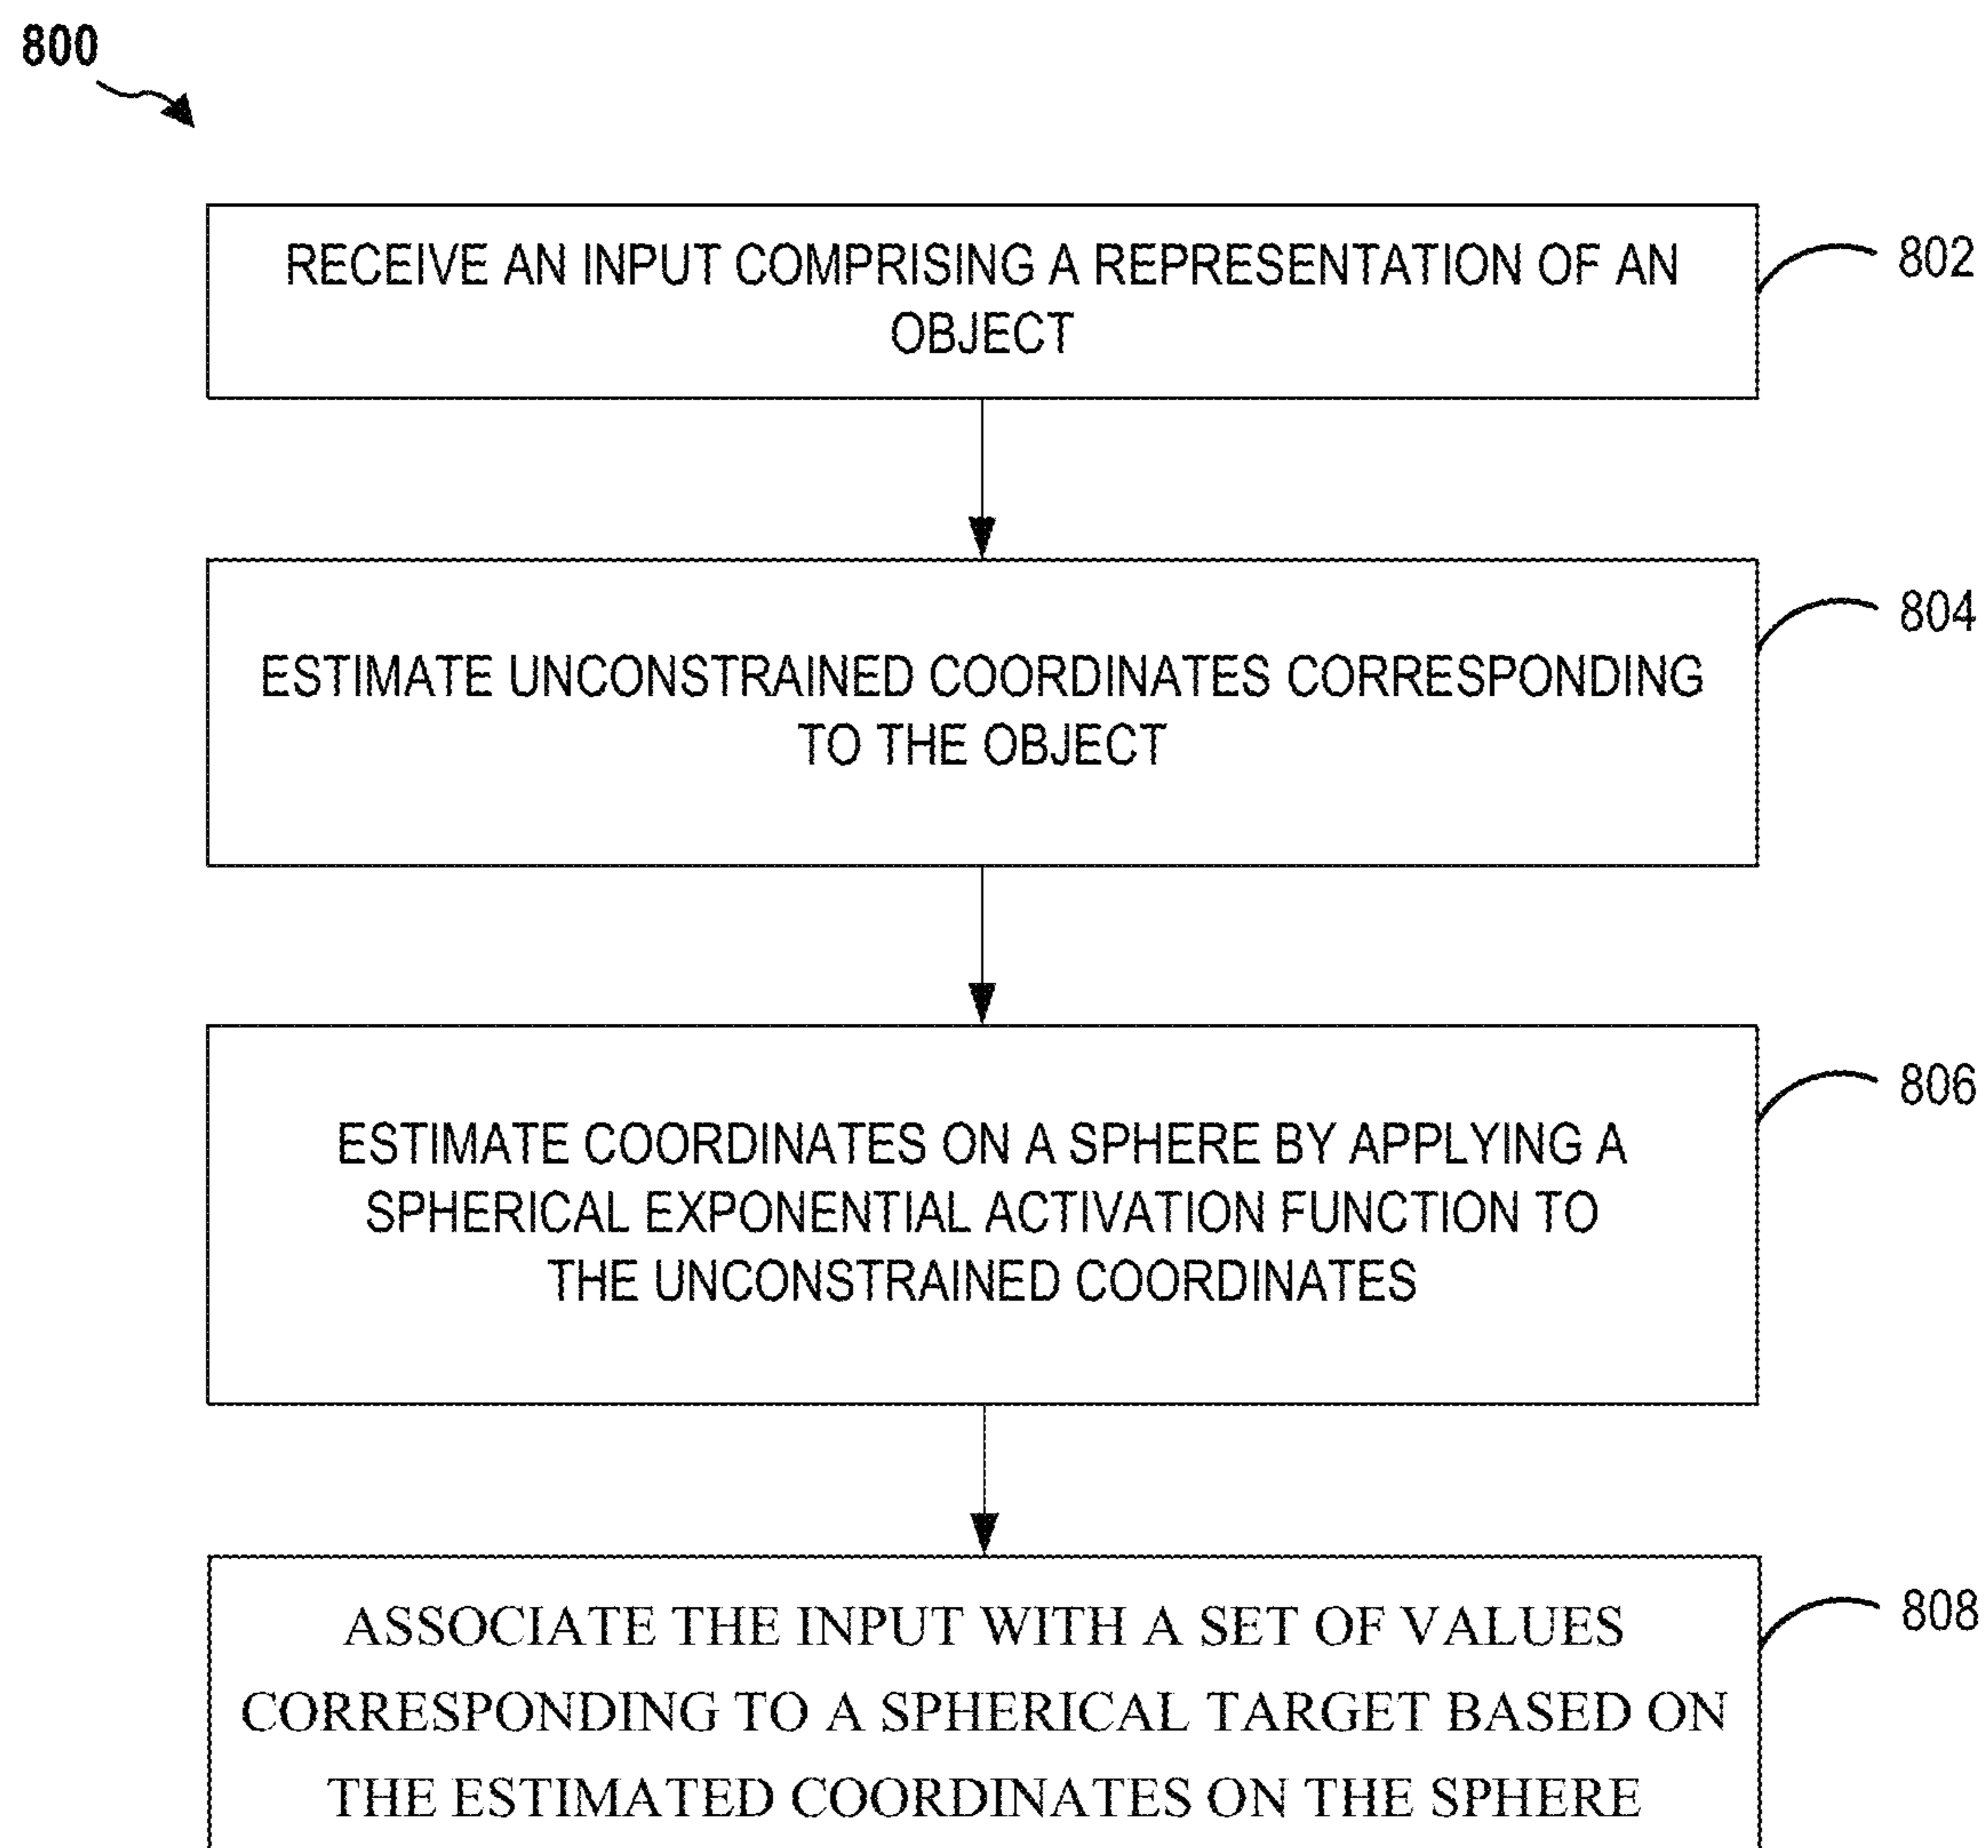 800
RECEIVE AN INPUT COMPRISING A REPRESENTATION OF AN
OBJECT
802
ESTIMATE UNCONSTRAINED COORDINATES CORRESPONDING
TO THE OBJECT
804
ESTIMATE COORDINATES ON A SPHERE BY APPLYING A
SPHERICAL EXPONENTIAL ACTIVATION FUNCTION TO
THE UNCONSTRAINED COORDINATES
806
ASSOCIATE THE INPUT WITH A SET OF VALUES
CORRESPONDING TO A SPHERICAL TARGET BASED ON
THE ESTIMATED COORDINATES ON THE SPHERE
808